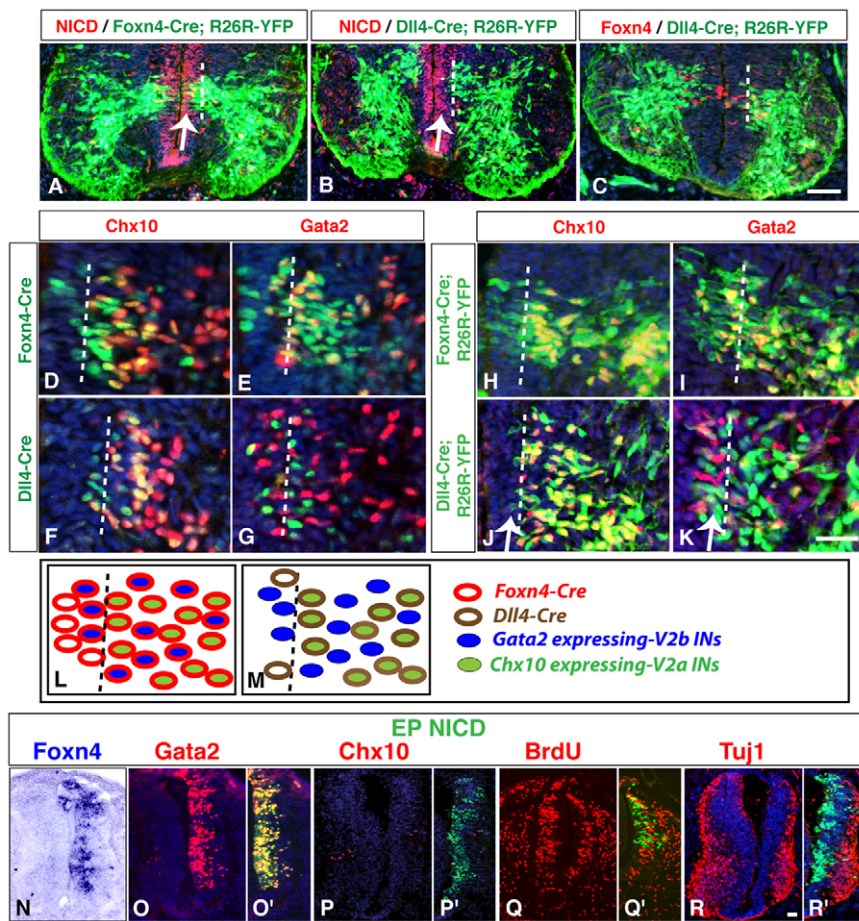 NICD / Foxn4-Cre; R26R-YFP
NICD / Dll4-Cre; R26R-YFP
Foxn4 / Dll4-Cre; R26R-YFP
A
B
C
Chx10
Gata2
Chx10
Gata2
Foxn4-Cre
D
E
Foxn4-Cre;
R26R-YFP
H
I
Dll4-Cre
F
G
Dll4-Cre;
R26R-YFP
J
K
L
M
Foxn4-Cre
Dll4-Cre
Gata2 expressing-V2b INs
Chx10 expressing-V2a INs
EP NICD
Foxn4
Gata2
Chx10
BrdU
Tuj1
N
O
O'
P
P'
Q
Q'
R
R'